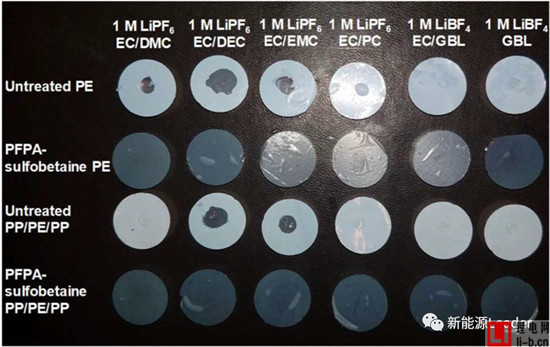 1 M LiPF6 1 M LiPF6 1 M LiPF6 1 M LiPF6 1 M LiBF4 1 M LiBF4
EC/DMC EC/DEC EC/EMC EC/PC EC/GBL GBL
Untreated PE
PFPA-
sulfobetaine PE
Untreated
PP/PE/PP
PFPA-
sulfobetaine
PP/PE/PP
新能源Leader
锂电网
li-b.cn